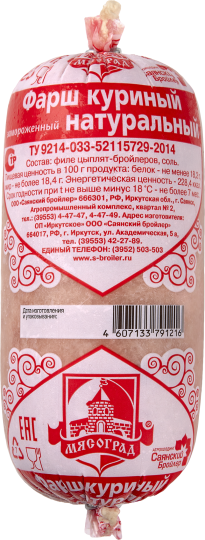 Фарш куриный
замороженный натуральный
ТУ 9214-033-52115729-2014
Состав: филе цыплят-бройлеров, соль.
Пищевая ценность в 100 г продукта: белок - не менее 18,2 г,
жир - не более 18,4 г. Энергетическая ценность - 228,4 ккал
Срок годности при t не выше минус 18 °C - не более 7
ООО «Саянский бройлер» 666301, РФ, Иркутская обл., г. Саянск,
Агропромышленный комплекс, квартал № 2,
тел.: (39553) 4-47-47, 4-47-49. Адрес изготовителя:
ОП «Иркутское» ООО «Саянский бройлер»
664017, РФ, г. Иркутск, ул. Академическая, 5
тел. (39553) 42-27-89.
ЕДИНЫЙ ТЕЛЕФОН: (3952) 503-503
www.s-broiler.ru
Дата изготовления
и упаковывания:
4 607133 791216
ЕАС
МЯСОГРАД
Саянский
Бройлер
Фарш куриный